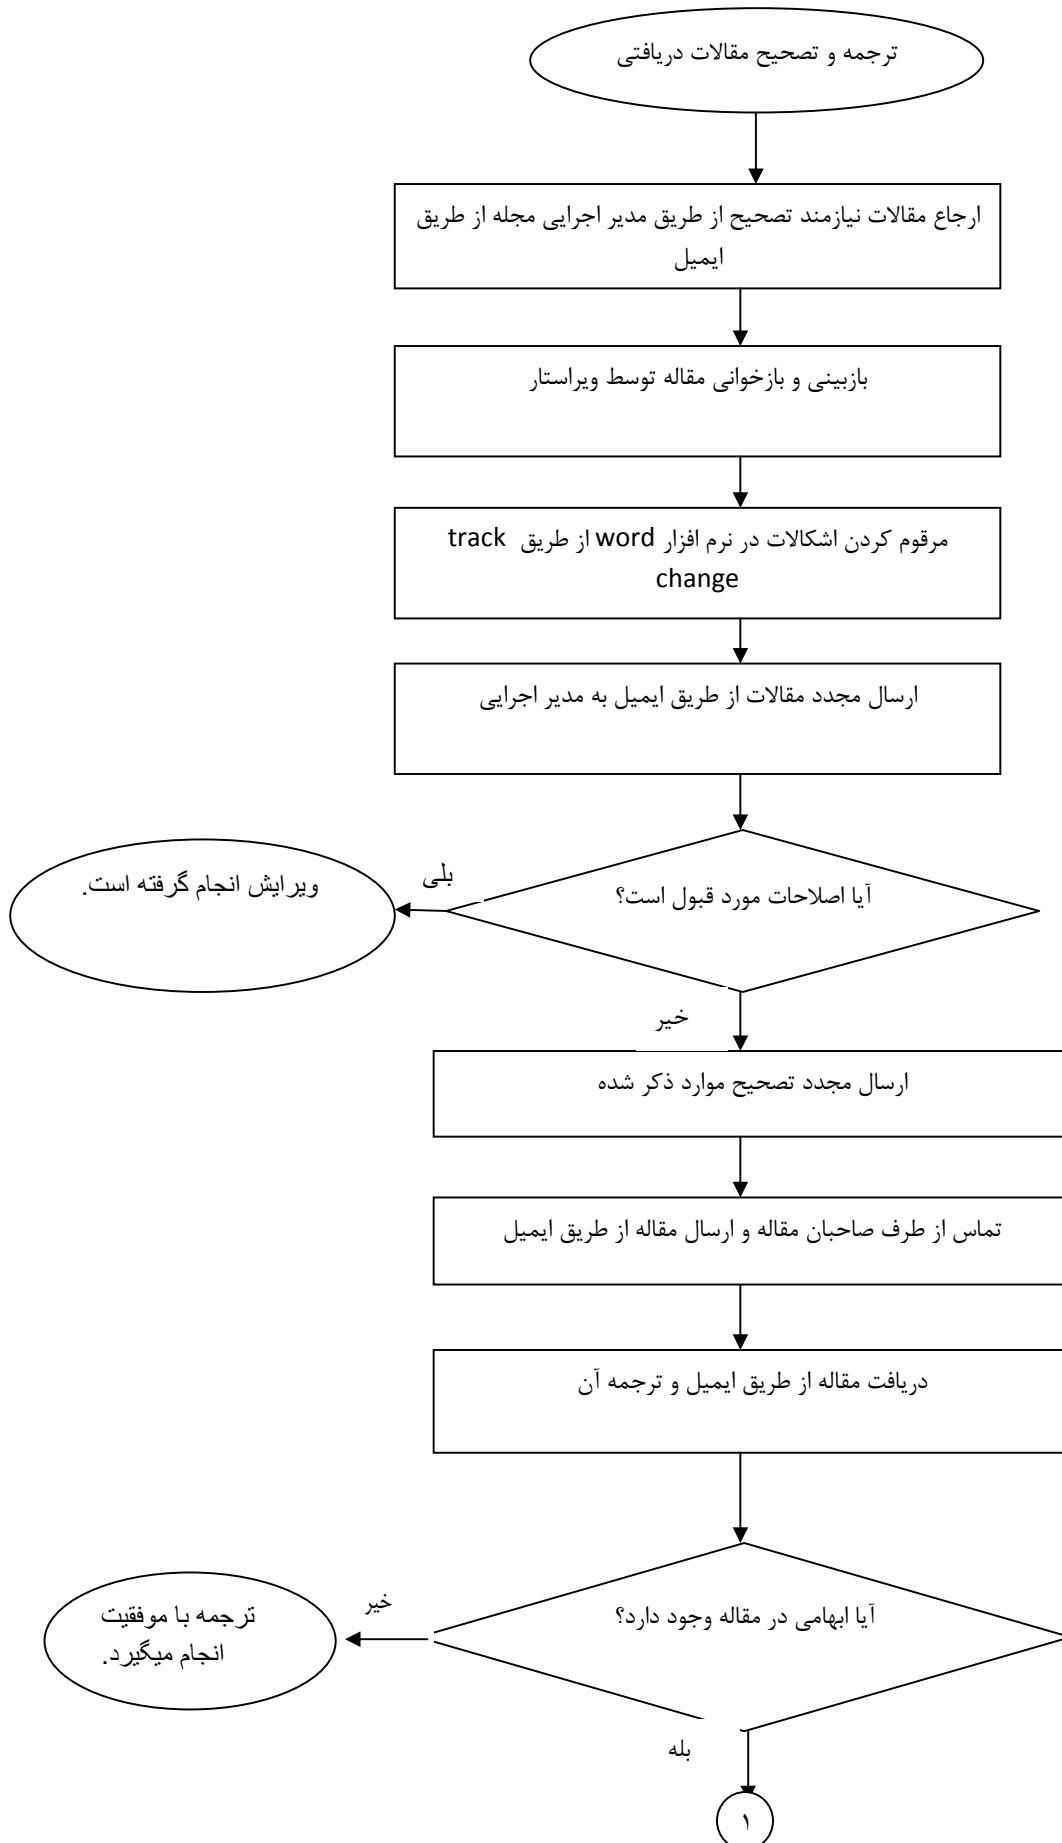 ترجمه و تصحیح مقالات دریافتی
ارجاع مقالات نیازمند تصحیح از طریق مدیر اجرایی مجله از طریق
ایمیل
بازبینی و بازخوانی مقاله توسط ویراستار
مرقوم کردن اشکالات در نرم افزار word از طریق track
change
ارسال مجدد مقالات از طریق ایمیل به مدیر اجرایی
آیا اصلاحات مورد قبول است؟
بلی
ویرایش انجام گرفته است.
خیر
ارسال مجدد تصحیح موارد ذکر شده
تماس از طرف صاحبان مقاله و ارسال مقاله از طریق ایمیل
دریافت مقاله از طریق ایمیل و ترجمه آن
آیا ابهامی در مقاله وجود دارد؟
خیر
ترجمه با موفقیت
انجام میگیرد.
بله
۱